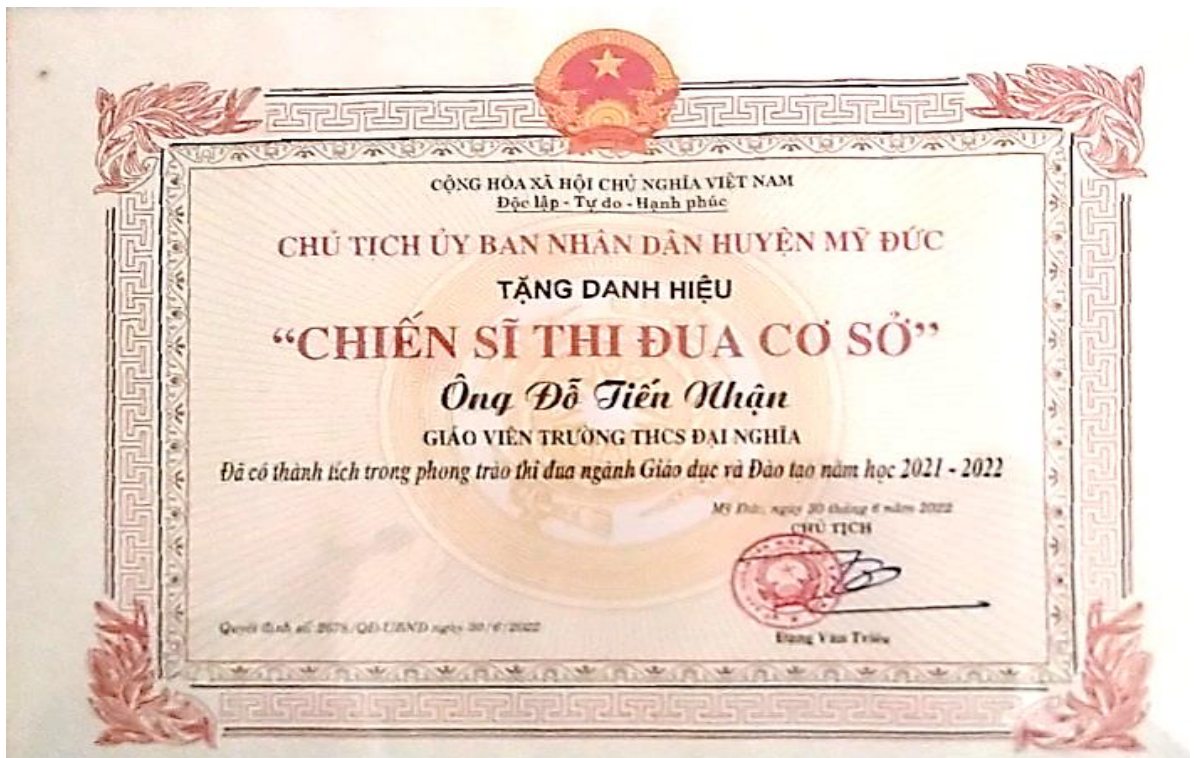 CỘNG HÒA XÃ HỘI CHỦ NGHĨA VIỆT NAM
Độc lập - Tự do - Hạnh phúc
CHỦ TỊCH ỦY BAN NHÂN DÂN HUYỆN MỸ ĐỨC
TẶNG DANH HIỆU
“CHIẾN SĨ THI ĐUA CƠ SỞ”
Ông Đỗ Tiến Nhận
GIÁO VIÊN TRƯỜNG THCS ĐẠI NGHĨA
Đã có thành tích trong phong trào thi đua ngành Giáo dục và Đào tạo năm học 2021 - 2022
Mỹ Đức, ngày 30 tháng 6 năm 2022
CHỦ TỊCH
Quyết định số: /QĐ-UBND ngày 30/6/2022
Đặng Văn Triều